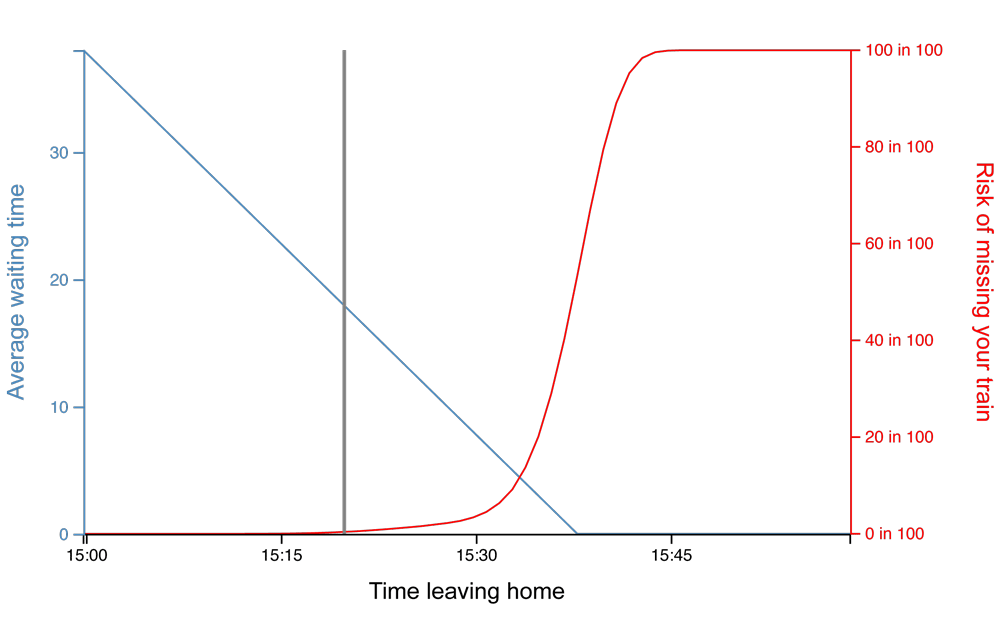 Average waiting time
30
20
10
0
100 in 100
80 in 100
60 in 100
40 in 100
20 in 100
0 in 100
Risk of missing your train
15:00
15:15
15:30
15:45
Time leaving home